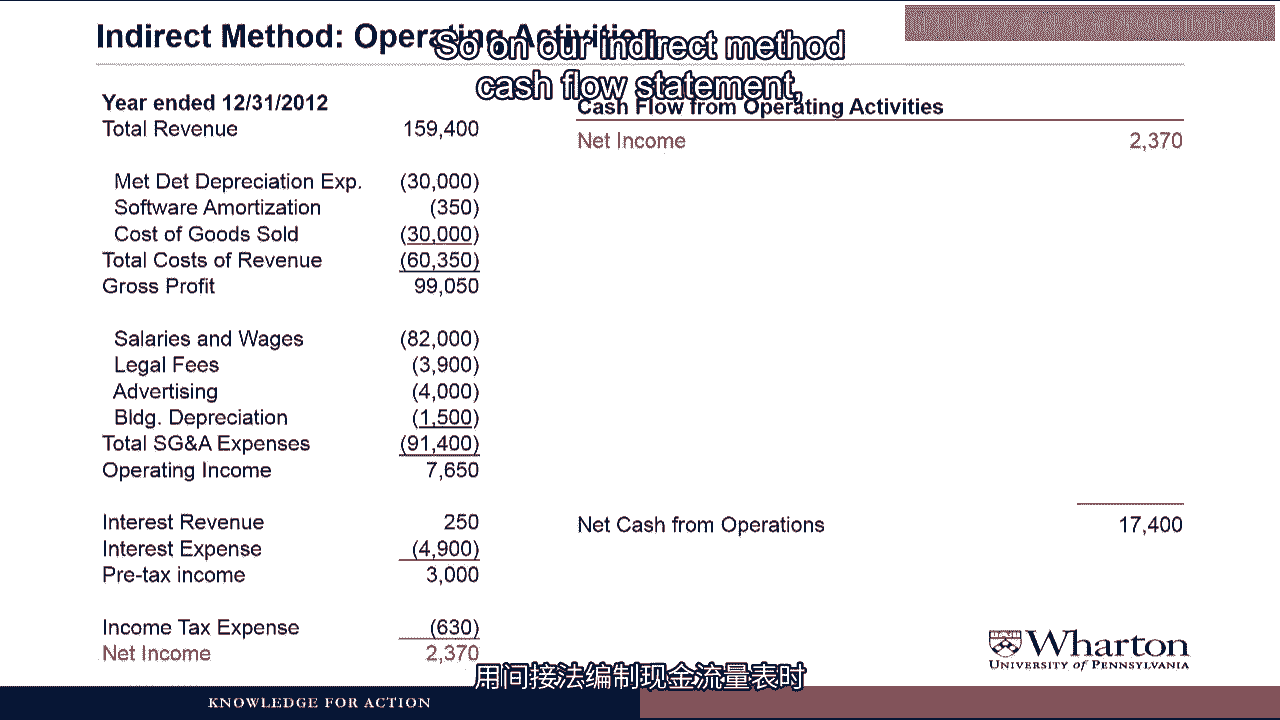 Indirect Method: Operating Activities
So on our indirect method
cash flow statement,
Year ended 12/31/2012
Total Revenue 159,400
Met Det Depreciation Exp. (30,000)
Software Amortization (350)
Cost of Goods Sold (30,000)
Total Costs of Revenue (60,350)
Gross Profit 99,050
Salaries and Wages (82,000)
Legal Fees (3,900)
Advertising (4,000)
Bldg. Depreciation (1,500)
Total SG&A Expenses (91,400)
Operating Income 7,650
Interest Revenue 250
Interest Expense (4,900)
Pre-tax income 3,000
Income Tax Expense (630)
Net Income 2,370
Cash Flow from Operating Activities
Net Income 2,370
Net Cash from Operations 17,400
Wharton
UNIVERSITY of PENNSYLVANIA
用间接法编制现金流量表时
KNOWLEDGE FOR ACTION